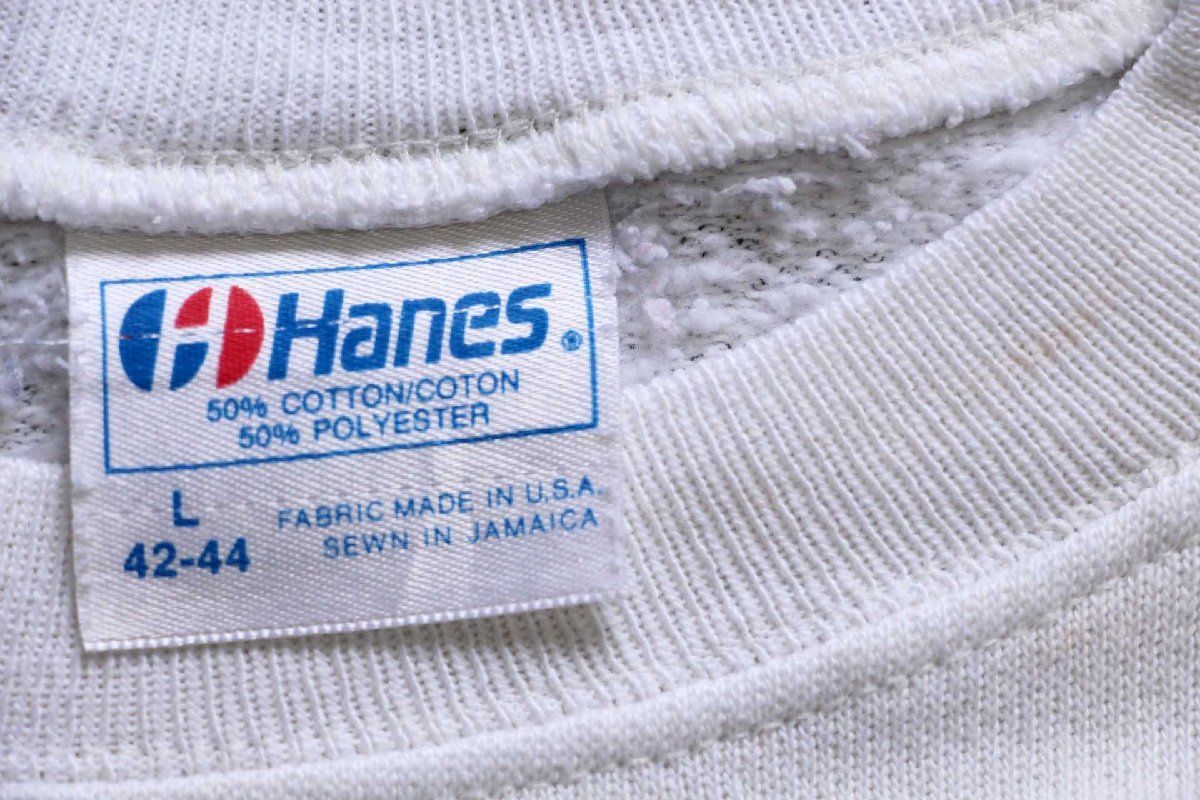 Hanes®
50% COTTON/COTON
50% POLYESTER
L
42-44
FABRIC MADE IN U.S.A.
SEWN IN JAMAICA